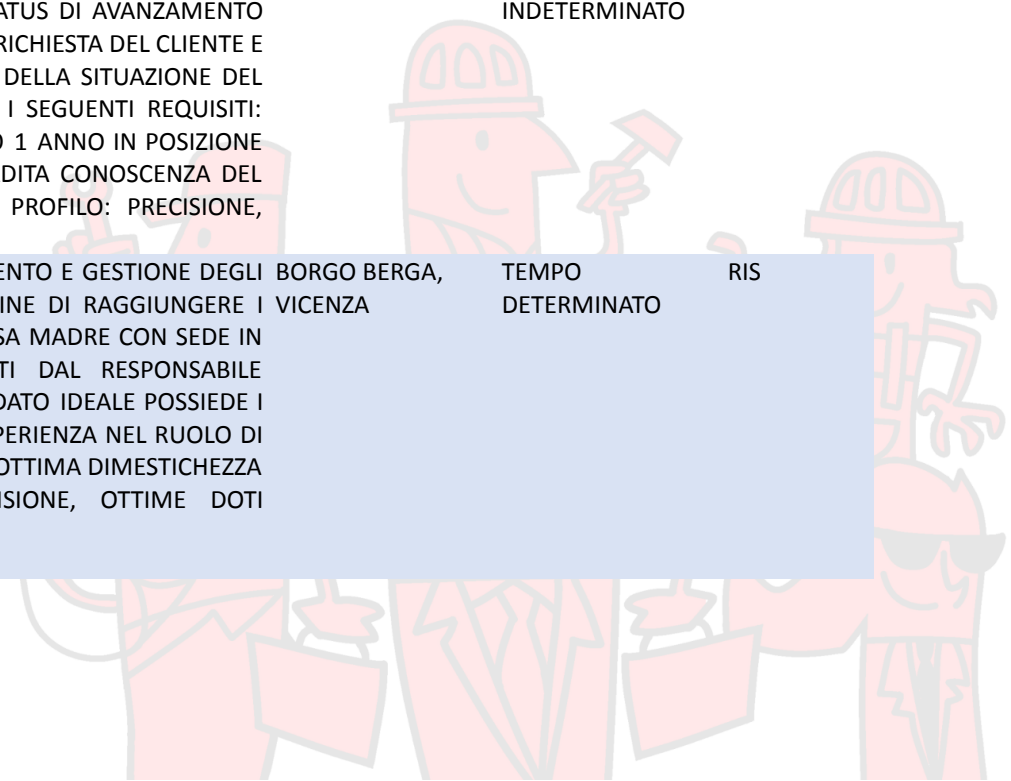 ATUS DI AVANZAMENTO INDETERMINATO
RICHIESTA DEL CLIENTE E
DELLA SITUAZIONE DEL
I SEGUENTI REQUISITI:
O 1 ANNO IN POSIZIONE
DITA CONOSCENZA DEL
PROFILO: PRECISIONE,
ENTO E GESTIONE DEGLI BORGO BERGA, TEMPO RIS
INE DI RAGGIUNGERE I VICENZA DETERMINATO
SA MADRE CON SEDE IN
TI DAL RESPONSABILE
DATO IDEALE POSSIEDE I
PERIENZA NEL RUOLO DI
OTTIMA DIMESTICHEZZA
ISIONE, OTTIME DOTI